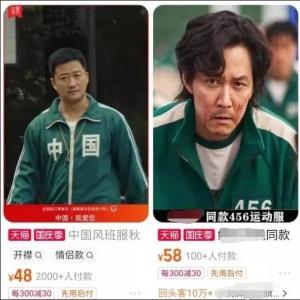 中国
中国·我爱您
天猫 国庆季 中国风班服秋
开襟 情侣款
¥48 2000+人付款
每300减30 先用后付
456
同款456运动服
天猫 国庆季 同款
¥58 100+人付款
每300减30 先用后付
回头客10万+